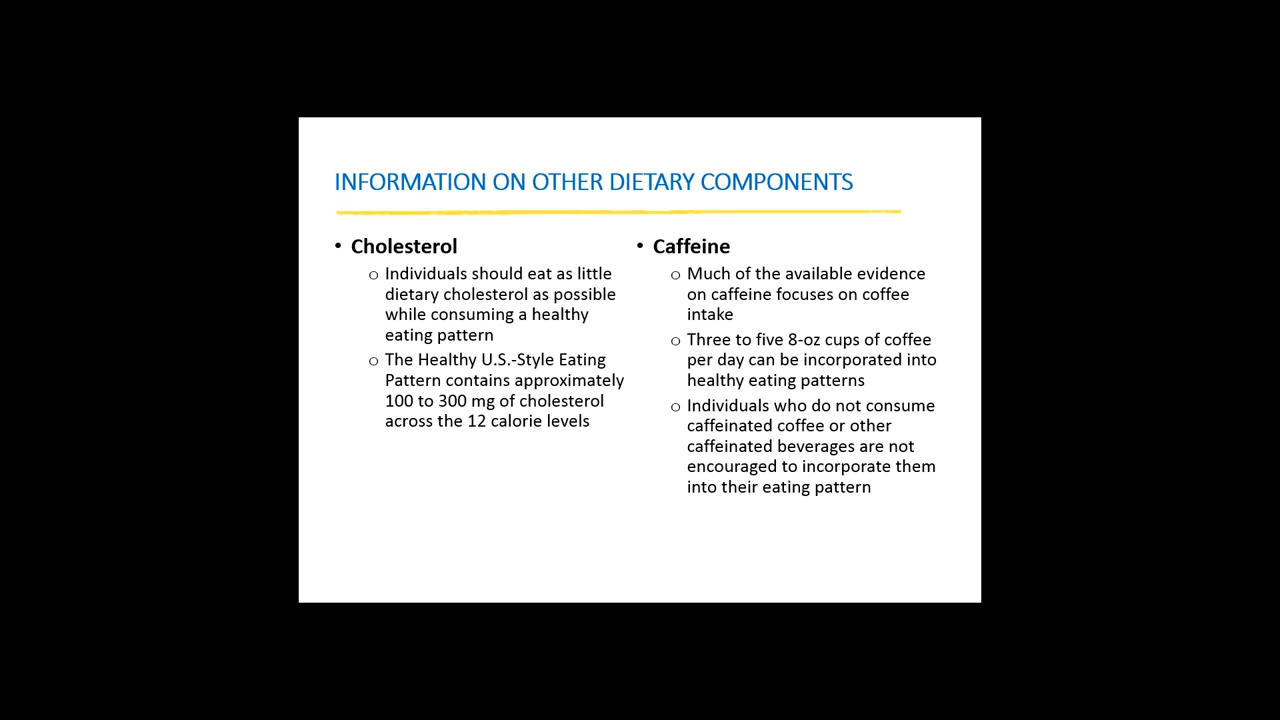 INFORMATION ON OTHER DIETARY COMPONENTS
• Cholesterol
o Individuals should eat as little
dietary cholesterol as possible
while consuming a healthy
eating pattern
o The Healthy U.S.-Style Eating
Pattern contains approximately
100 to 300 mg of cholesterol
across the 12 calorie levels
• Caffeine
o Much of the available evidence
on caffeine focuses on coffee
intake
o Three to five 8-oz cups of coffee
per day can be incorporated into
healthy eating patterns
o Individuals who do not consume
caffeinated coffee or other
caffeinated beverages are not
encouraged to incorporate them
into their eating pattern